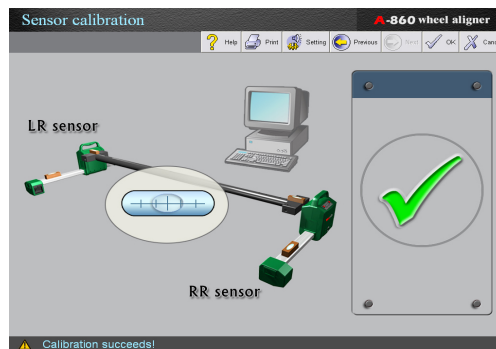 Sensor calibration
A-860 wheel aligner
Help Print Setting Previous Next OK Canc
LR sensor
RR sensor
Calibration succeeds!